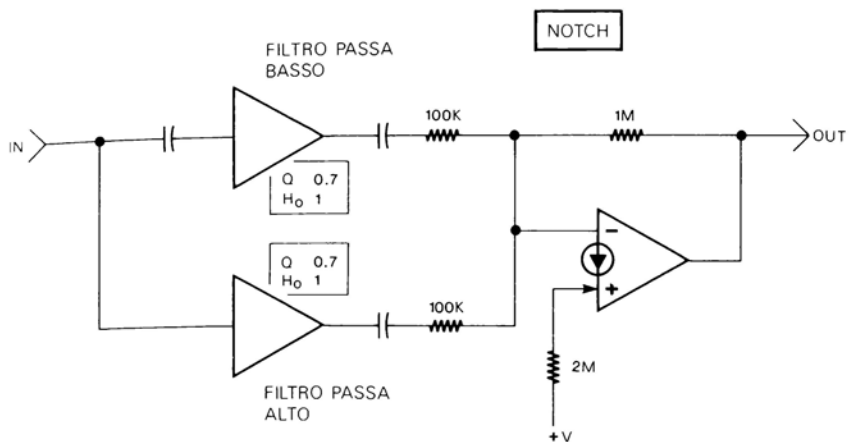 NOTCH
FILTRO PASSA
BASSO
100K
1M
IN
OUT
Q 0.7
H₀ 1
Q 0.7
H₀ 1
−
+
100K
2M
FILTRO PASSA
ALTO
+V